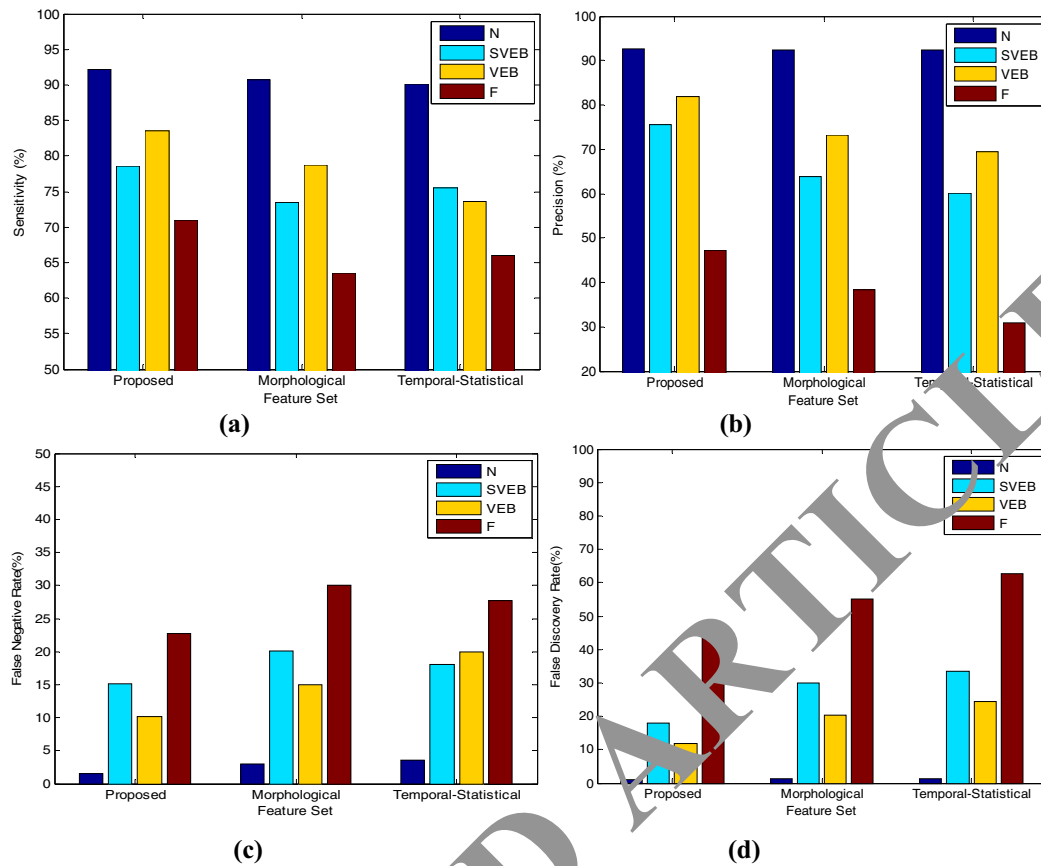 100
95
90
85
80
75
70
65
60
55
50
Sensitivity (%)
N
SVEB
VEB
F
Proposed
Morphological
Temporal-Statistical
Feature Set
(a)
100
90
80
70
60
50
40
30
20
Precision (%)
N
SVEB
VEB
F
Proposed
Morphological
Temporal-Statistical
Feature Set
(b)
50
45
40
35
30
25
20
15
10
5
0
False Negative Rate(%)
N
SVEB
VEB
F
Proposed
Morphological
Temporal-Statistical
Feature Set
(c)
100
90
80
70
60
50
40
30
20
10
0
False Discovery Rate(%)
N
SVEB
VEB
F
Proposed
Morphological
Temporal-Statistical
Feature Set
(d)
D ARTICLE